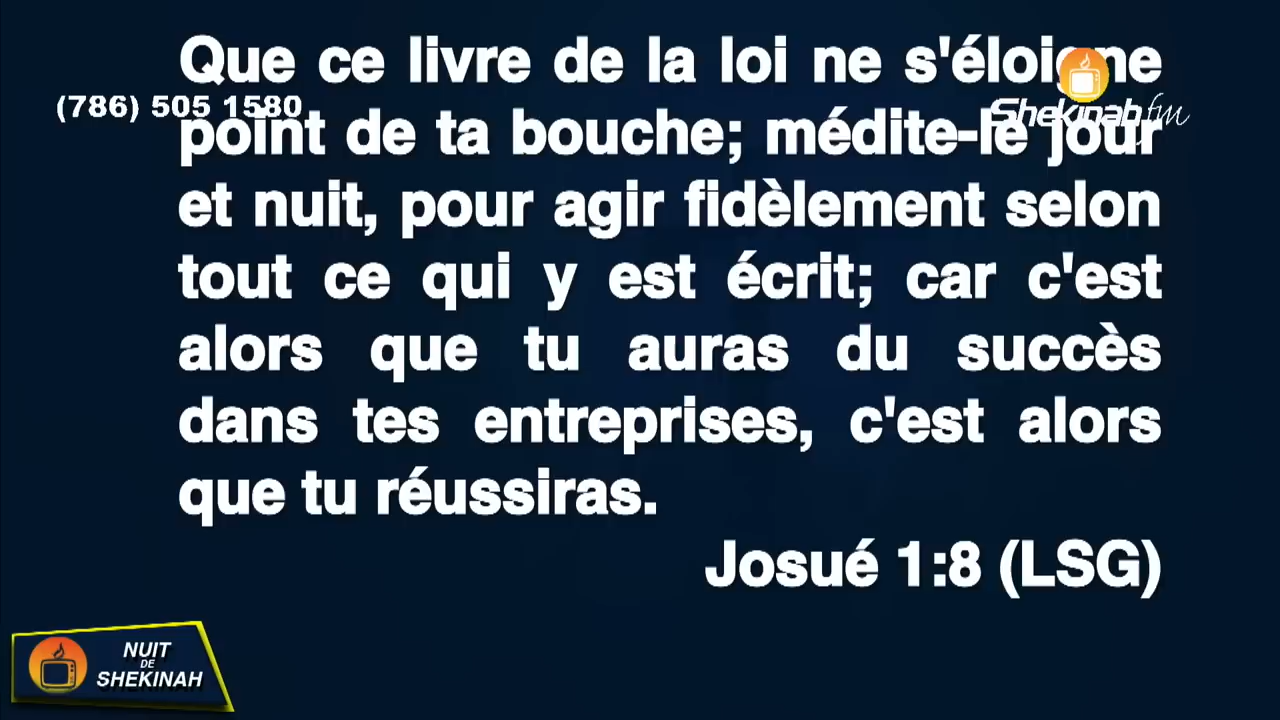 Que ce livre de la loi ne s'éloigne
(786) 505 1580
Shekinah.fm
point de ta bouche; médite-le jour
et nuit, pour agir fidèlement selon
tout ce qui y est écrit; car c'est
alors que tu auras du succès
dans tes entreprises, c'est alors
que tu réussiras.
Josué 1:8 (LSG)
NUIT
DE
SHEKINAH